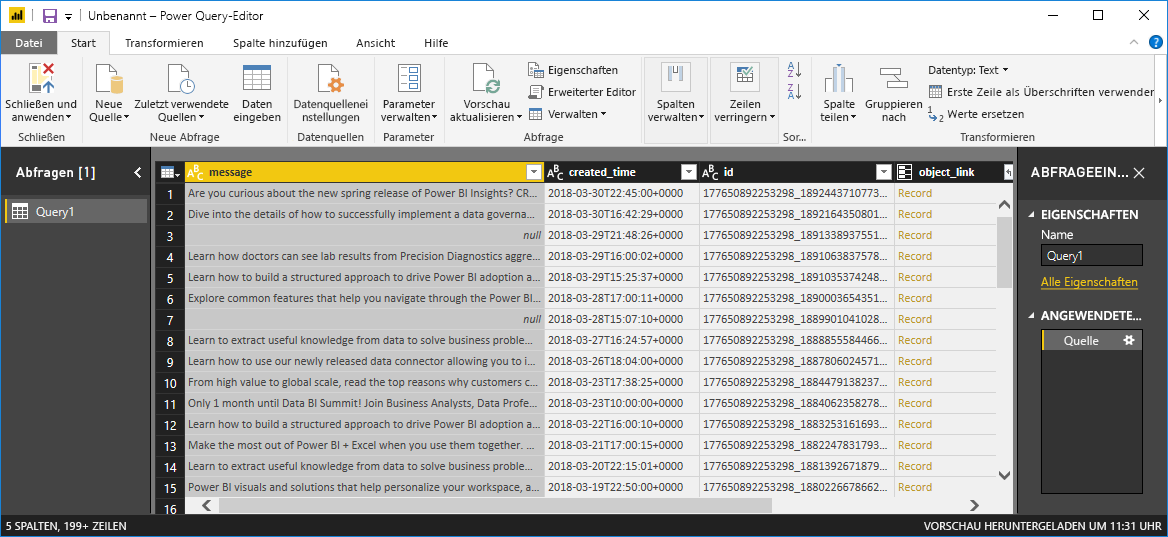 Unbenannt – Power Query-Editor
Datei Start Transformieren Spalte hinzufügen Ansicht Hilfe
Schließen und anwenden
Neue Quelle
Zuletzt verwendete Quellen
Daten eingeben
Datenquellenei nstellungen
Parameter verwalten
Vorschau aktualisieren
Eigenschaften
Erweiterter Editor
Verwalten
Spalten verwalten
Zeilen verringern
A Z
Z A
Spalte teilen
Gruppieren nach
Datentyp: Text
Erste Zeile als Überschriften verwenden
1 2 Werte ersetzen
Schließen Neue Abfrage Datenquellen Parameter Abfrage Sor... Transformieren
Abfragen [1]
Query1
ABC message ABC created_time ABC id object_link
1 Are you curious about the new spring release of Power BI Insights? CR... 2018-03-30T22:45:00+0000 177650892253298_1892443710773... Record
2 Dive into the details of how to successfully implement a data governa... 2018-03-30T16:42:29+0000 177650892253298_1892164350801... Record
3 null 2018-03-29T21:48:26+0000 177650892253298_1891338937551... Record
4 Learn how doctors can see lab results from Precision Diagnostics aggre... 2018-03-29T16:00:02+0000 177650892253298_1891063837578... Record
5 Learn how to build a structured approach to drive Power BI adoption a... 2018-03-29T15:25:37+0000 177650892253298_1891035374248... Record
6 Explore common features that help you navigate through the Power BI... 2018-03-28T17:00:11+0000 177650892253298_1890003654351... Record
7 null 2018-03-28T15:07:10+0000 177650892253298_1889901041028... Record
8 Learn to extract useful knowledge from data to solve business proble... 2018-03-27T16:24:57+0000 177650892253298_1888855584466... Record
9 Learn how to use our newly released data connector allowing you to i... 2018-03-26T18:04:00+0000 177650892253298_1887806024571... Record
10 From high value to global scale, read the top reasons why customers c... 2018-03-23T17:38:25+0000 177650892253298_1884479138237... Record
11 Only 1 month until Data BI Summit! Join Business Analysts, Data Profe... 2018-03-23T10:00:00+0000 177650892253298_1884062358278... Record
12 Learn how to build a structured approach to drive Power BI adoption a... 2018-03-22T16:00:10+0000 177650892253298_1883253161693... Record
13 Make the most out of Power BI + Excel when you use them together. ... 2018-03-21T17:00:15+0000 177650892253298_1882247831793... Record
14 Learn to extract useful knowledge from data to solve business proble... 2018-03-20T22:15:01+0000 177650892253298_1881392671879... Record
15 Power BI visuals and solutions that help personalize your workspace, a... 2018-03-19T22:50:00+0000 177650892253298_1880226678662... Record
16
ABFRAGEEIN...
EIGENSCHAFTEN
Name
Query1
Alle Eigenschaften
ANGEWENDETE...
Quelle
5 SPALTEN, 199+ ZEILEN
VORSCHAU HERUNTERGELADEN UM 11:31 UHR